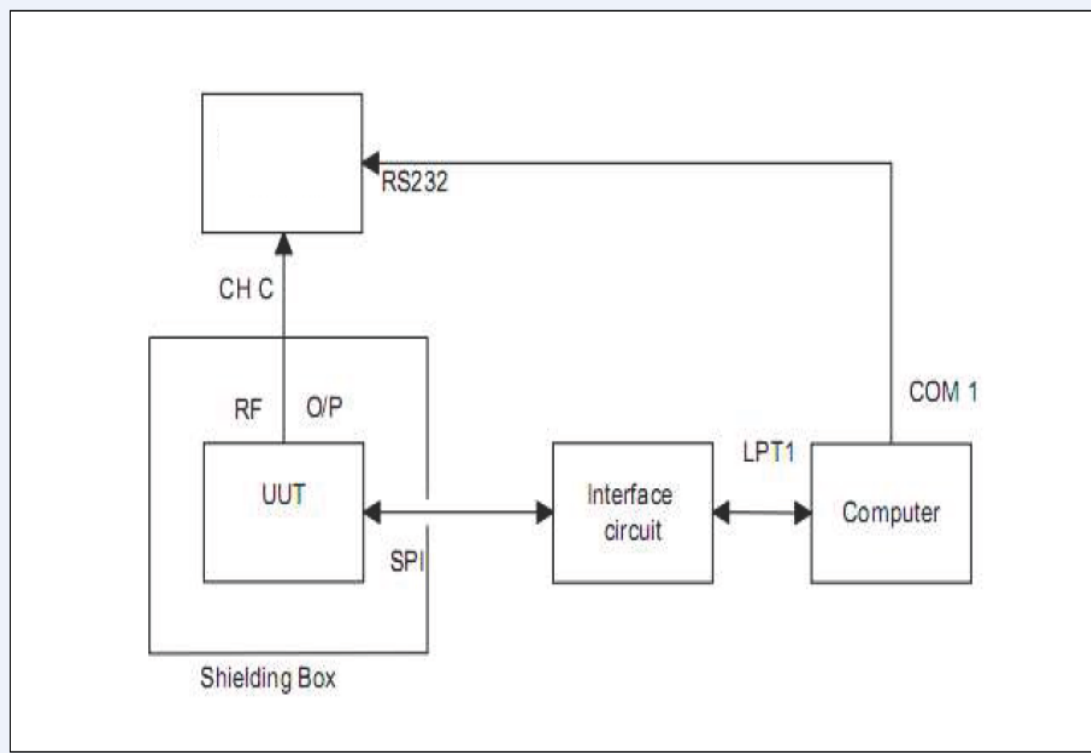 RS232
CH C
COM 1
RF O/P
LPT1
UUT
Interface
circuit
Computer
SPI
Shielding Box